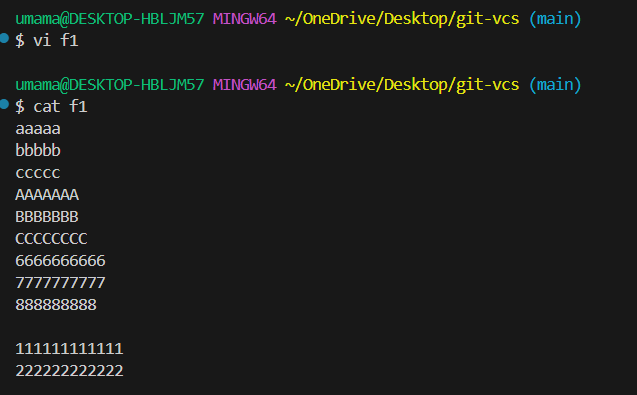 umama@DESKTOP-HBLJM57 MINGW64 ~/OneDrive/Desktop/git-vcs (main)
$ vi f1
umama@DESKTOP-HBLJM57 MINGW64 ~/OneDrive/Desktop/git-vcs (main)
$ cat f1
aaaaa
bbbbb
ccccc
AAAAAAA
BBBBBBB
CCCCCCCC
6666666666
7777777777
888888888
111111111111
222222222222